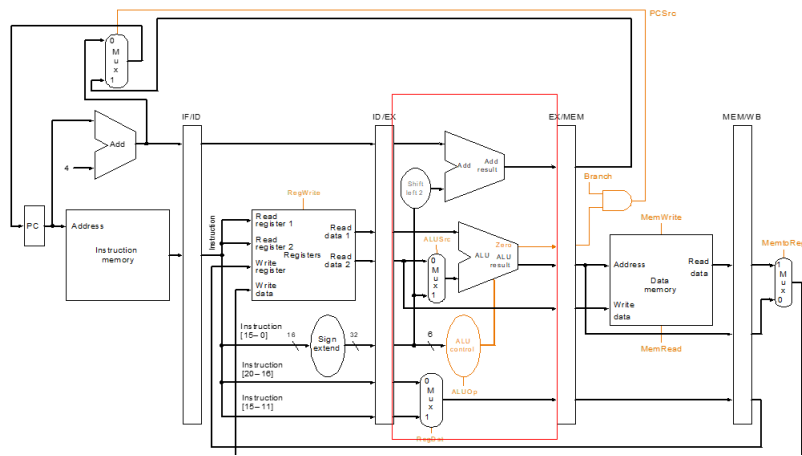 PCSrc
0
M
u
x
1
IF/ID
ID/EX
EX/MEM
MEM/WB
Add
4
Add
Add
result
Shift
left 2
Branch
RegWrite
PC
Address
Instruction
memory
Instruction
Read
register 1
Read
register 2
Write
register
Write
data
Registers
Read
data 1
Read
data 2
ALUSrc
0
M
u
x
1
Zero
ALU
ALU
result
MemWrite
Address
Read
data
Data
memory
Write
data
MemRead
MemtoReg
1
M
u
x
0
Instruction
[15–0]
16
Sign
extend
32
6
ALU
control
ALUOp
Instruction
[20–16]
Instruction
[15–11]
0
M
u
x
1
RegDst